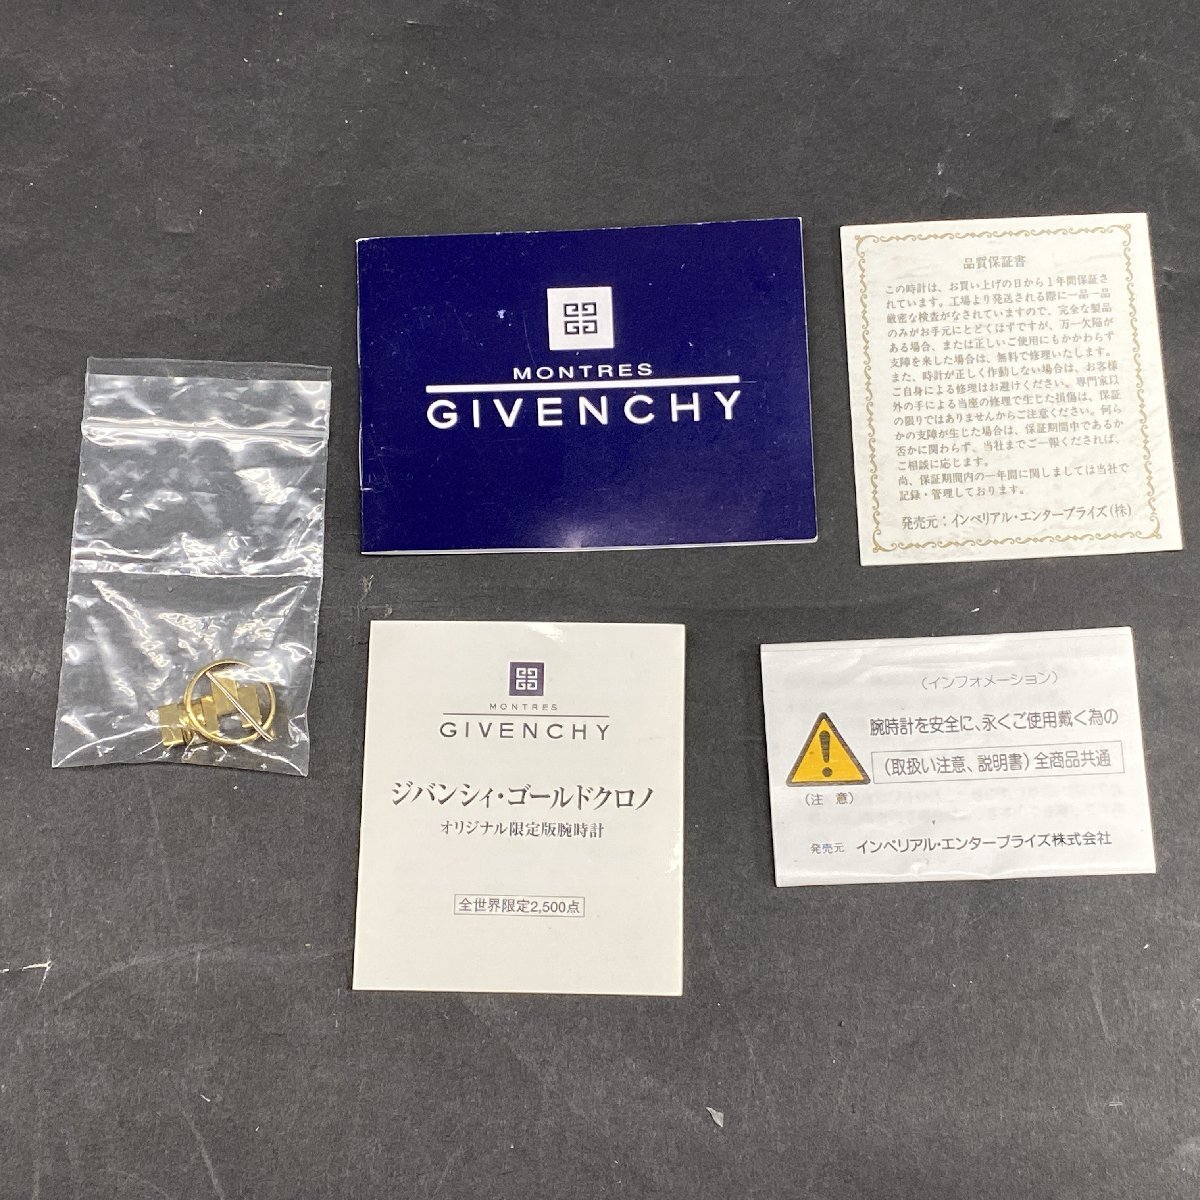 MONTRES
GIVENCHY
品質保証書
この時計は、お買い上げの日から1年間保証さ
れています。工場より発送される際に一品一品
厳密な検査がなされていますので、完全な製品
のみがお手元にとどくはずですが、万一欠陥が
ある場合、または正しいご使用にもかかわらず
支障を来した場合は、無料で修理いたします。
また、時計が正しく作動しない場合は、お客様
ご自身による修理はお避けください。専門家以
外の手による当座の修理で生じた損傷は、保証
の限りではありませんからご注意ください。何ら
かの支障が生じた場合は、保証期間中であるか
否かに関わらず、当社までご一報くだされば、
ご相談に応じます。
尚、保証期間内の一年間に関しましては当社で
記録・管理しております。
発売元：インペリアル・エンタープライズ(株)
MONTRES
GIVENCHY
ジバンシィ・ゴールドクロノ
オリジナル限定版腕時計
全世界限定2,500点
(インフォメーション)
腕時計を安全に、永くご使用戴く為の
(取扱い注意、説明書)全商品共通
(注 意)
発売元 インペリアル・エンタープライズ株式会社